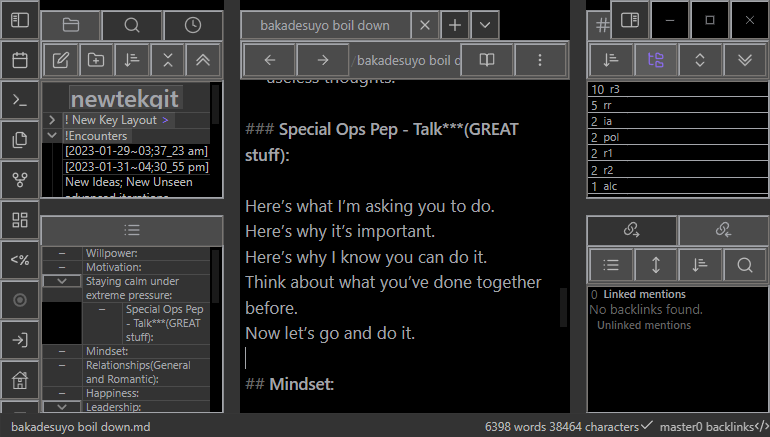 newtekgit
! New Key Layout >
!Encounters
[2023-01-29~03;37_23 am]
[2023-01-31~04;30_55 pm]
New Ideas; New Unseen
advanced iterations
Willpower:
Motivation:
Staying calm under
extreme pressure:
Special Ops Pep
- Talk***(GREAT
stuff):
Mindset:
Relationships(General
and Romantic):
Happiness:
Leadership:
bakadesuyo boil down
/bakadesuyo boil d
useless thoughts.
### Special Ops Pep - Talk***(GREAT
stuff):
Here’s what I’m asking you to do.
Here’s why it’s important.
Here’s why I know you can do it.
Think about what you’ve done together
before.
Now let’s go and do it.
## Mindset:
#
10 r3
5 rr
2 ia
2 pol
2 r1
2 r2
1 alc
0 Linked mentions
No backlinks found.
Unlinked mentions
<%
bakadesuyo boil down.md
6398 words 38464 characters
master
0 backlinks
</>